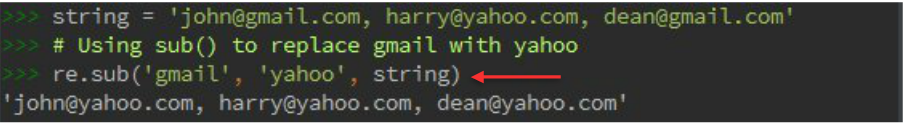 >>> string = 'john@gmail.com, harry@yahoo.com, dean@gmail.com'
>>> # Using sub() to replace gmail with yahoo
>>> re.sub('gmail', 'yahoo', string)
'john@yahoo.com, harry@yahoo.com, dean@yahoo.com'